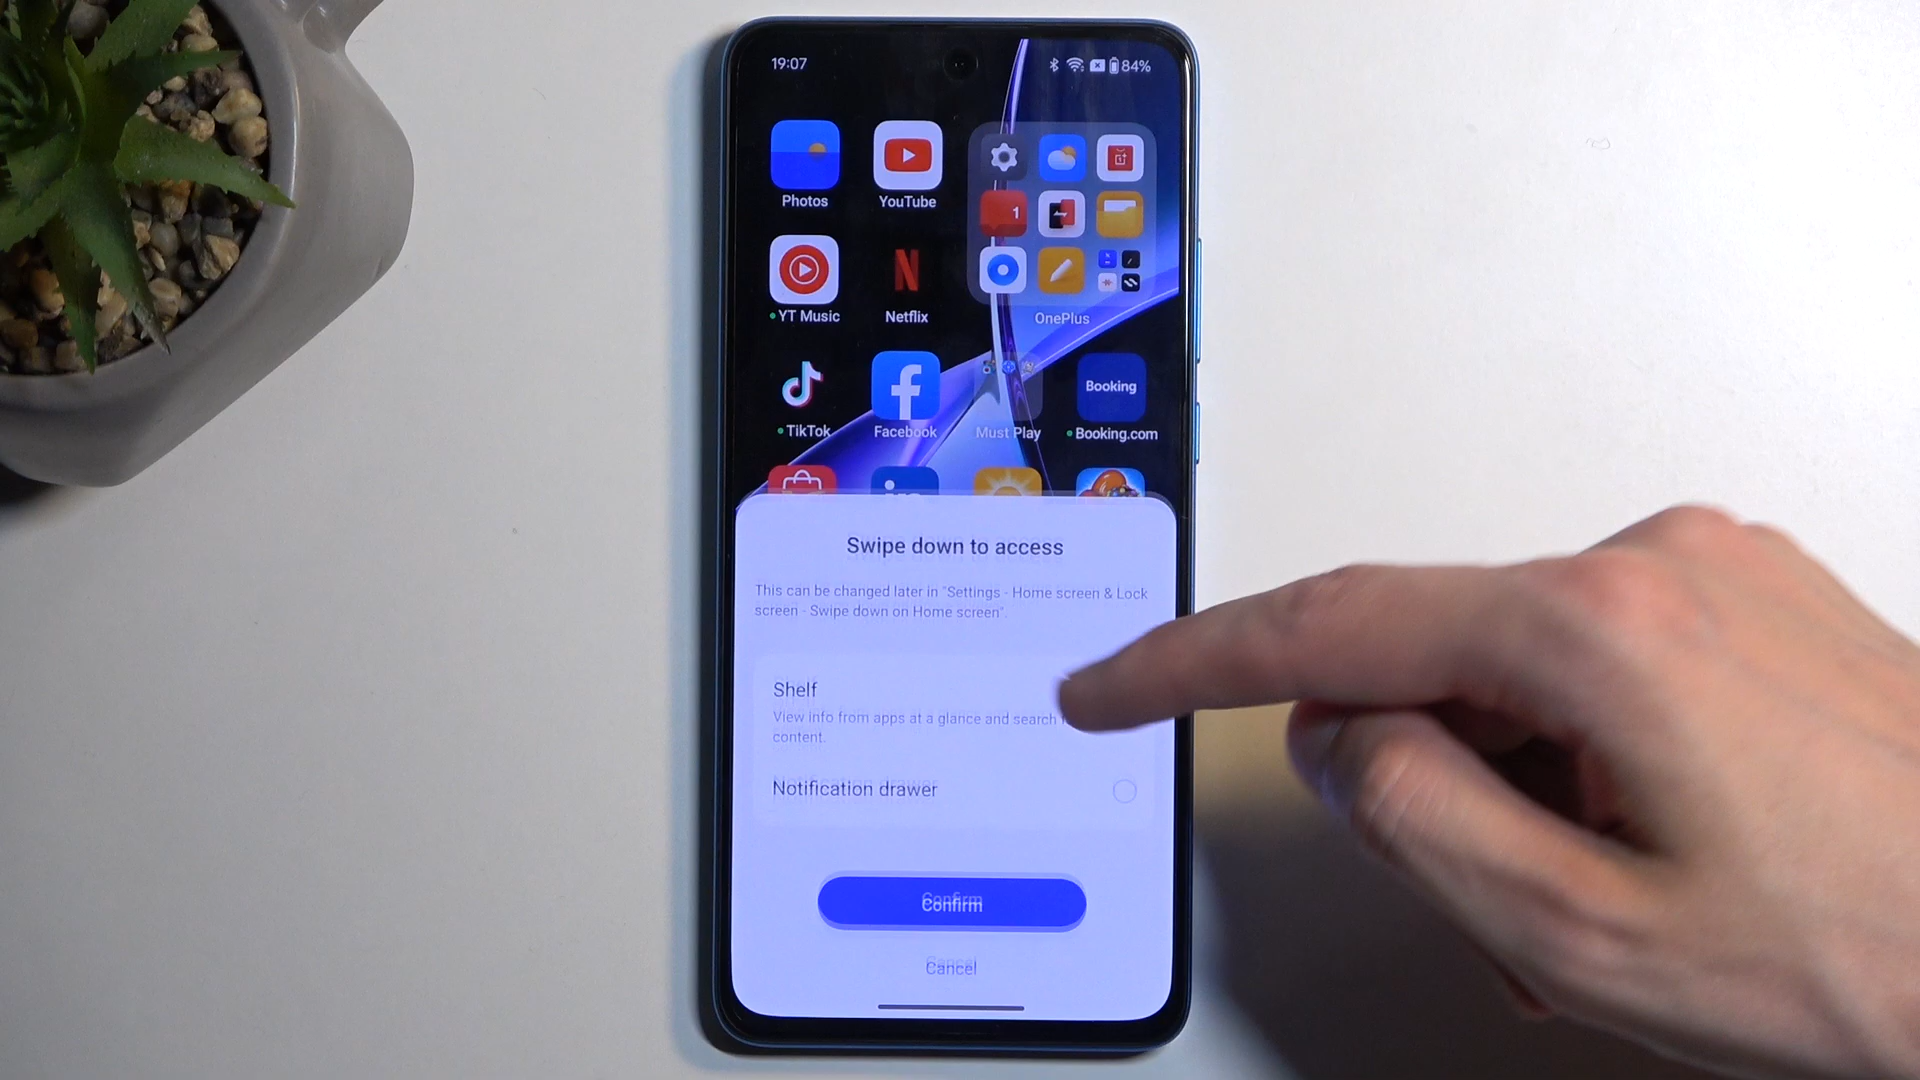 19:07
84%
Photos
YouTube
1
YT Music
Netflix
OnePlus
Booking
TikTok
Facebook
Must Play
Booking.com
in
Swipe down to access
This can be changed later in "Settings - Home screen & Lock
screen - Swipe down on Home screen".
Shelf
View info from apps at a glance and search
content.
Notification drawer
Confirm
Cancel